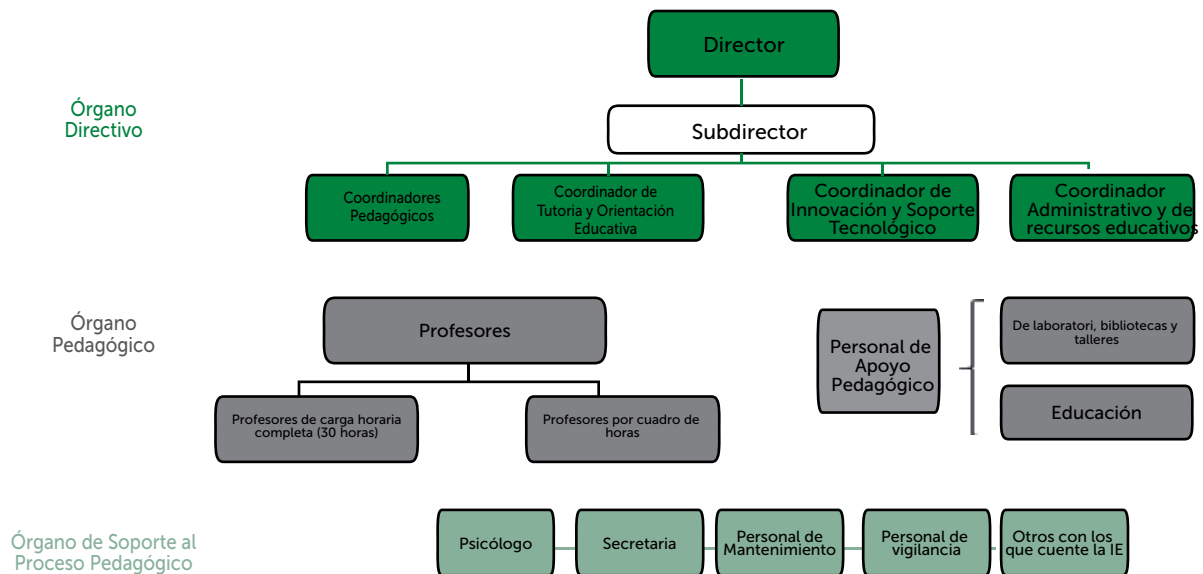 Director
Órgano
Directivo
Subdirector
Coordinadores
Pedagógicos
Coordinador de
Tutoria y Orientación
Educativa
Coordinador de
Innovación y Soporte
Tecnológico
Coordinador
Administrativo y de
recursos educativos
Órgano
Pedagógico
Profesores
Profesores de carga horaria
completa (30 horas)
Profesores por cuadro de
horas
Personal de
Apoyo
Pedagógico
De laboratori, bibliotecas y
talleres
Educación
Órgano de Soporte al
Proceso Pedagógico
Psicólogo
Secretaria
Personal de
Mantenimiento
Personal de
vigilancia
Otros con los
que cuente la IE